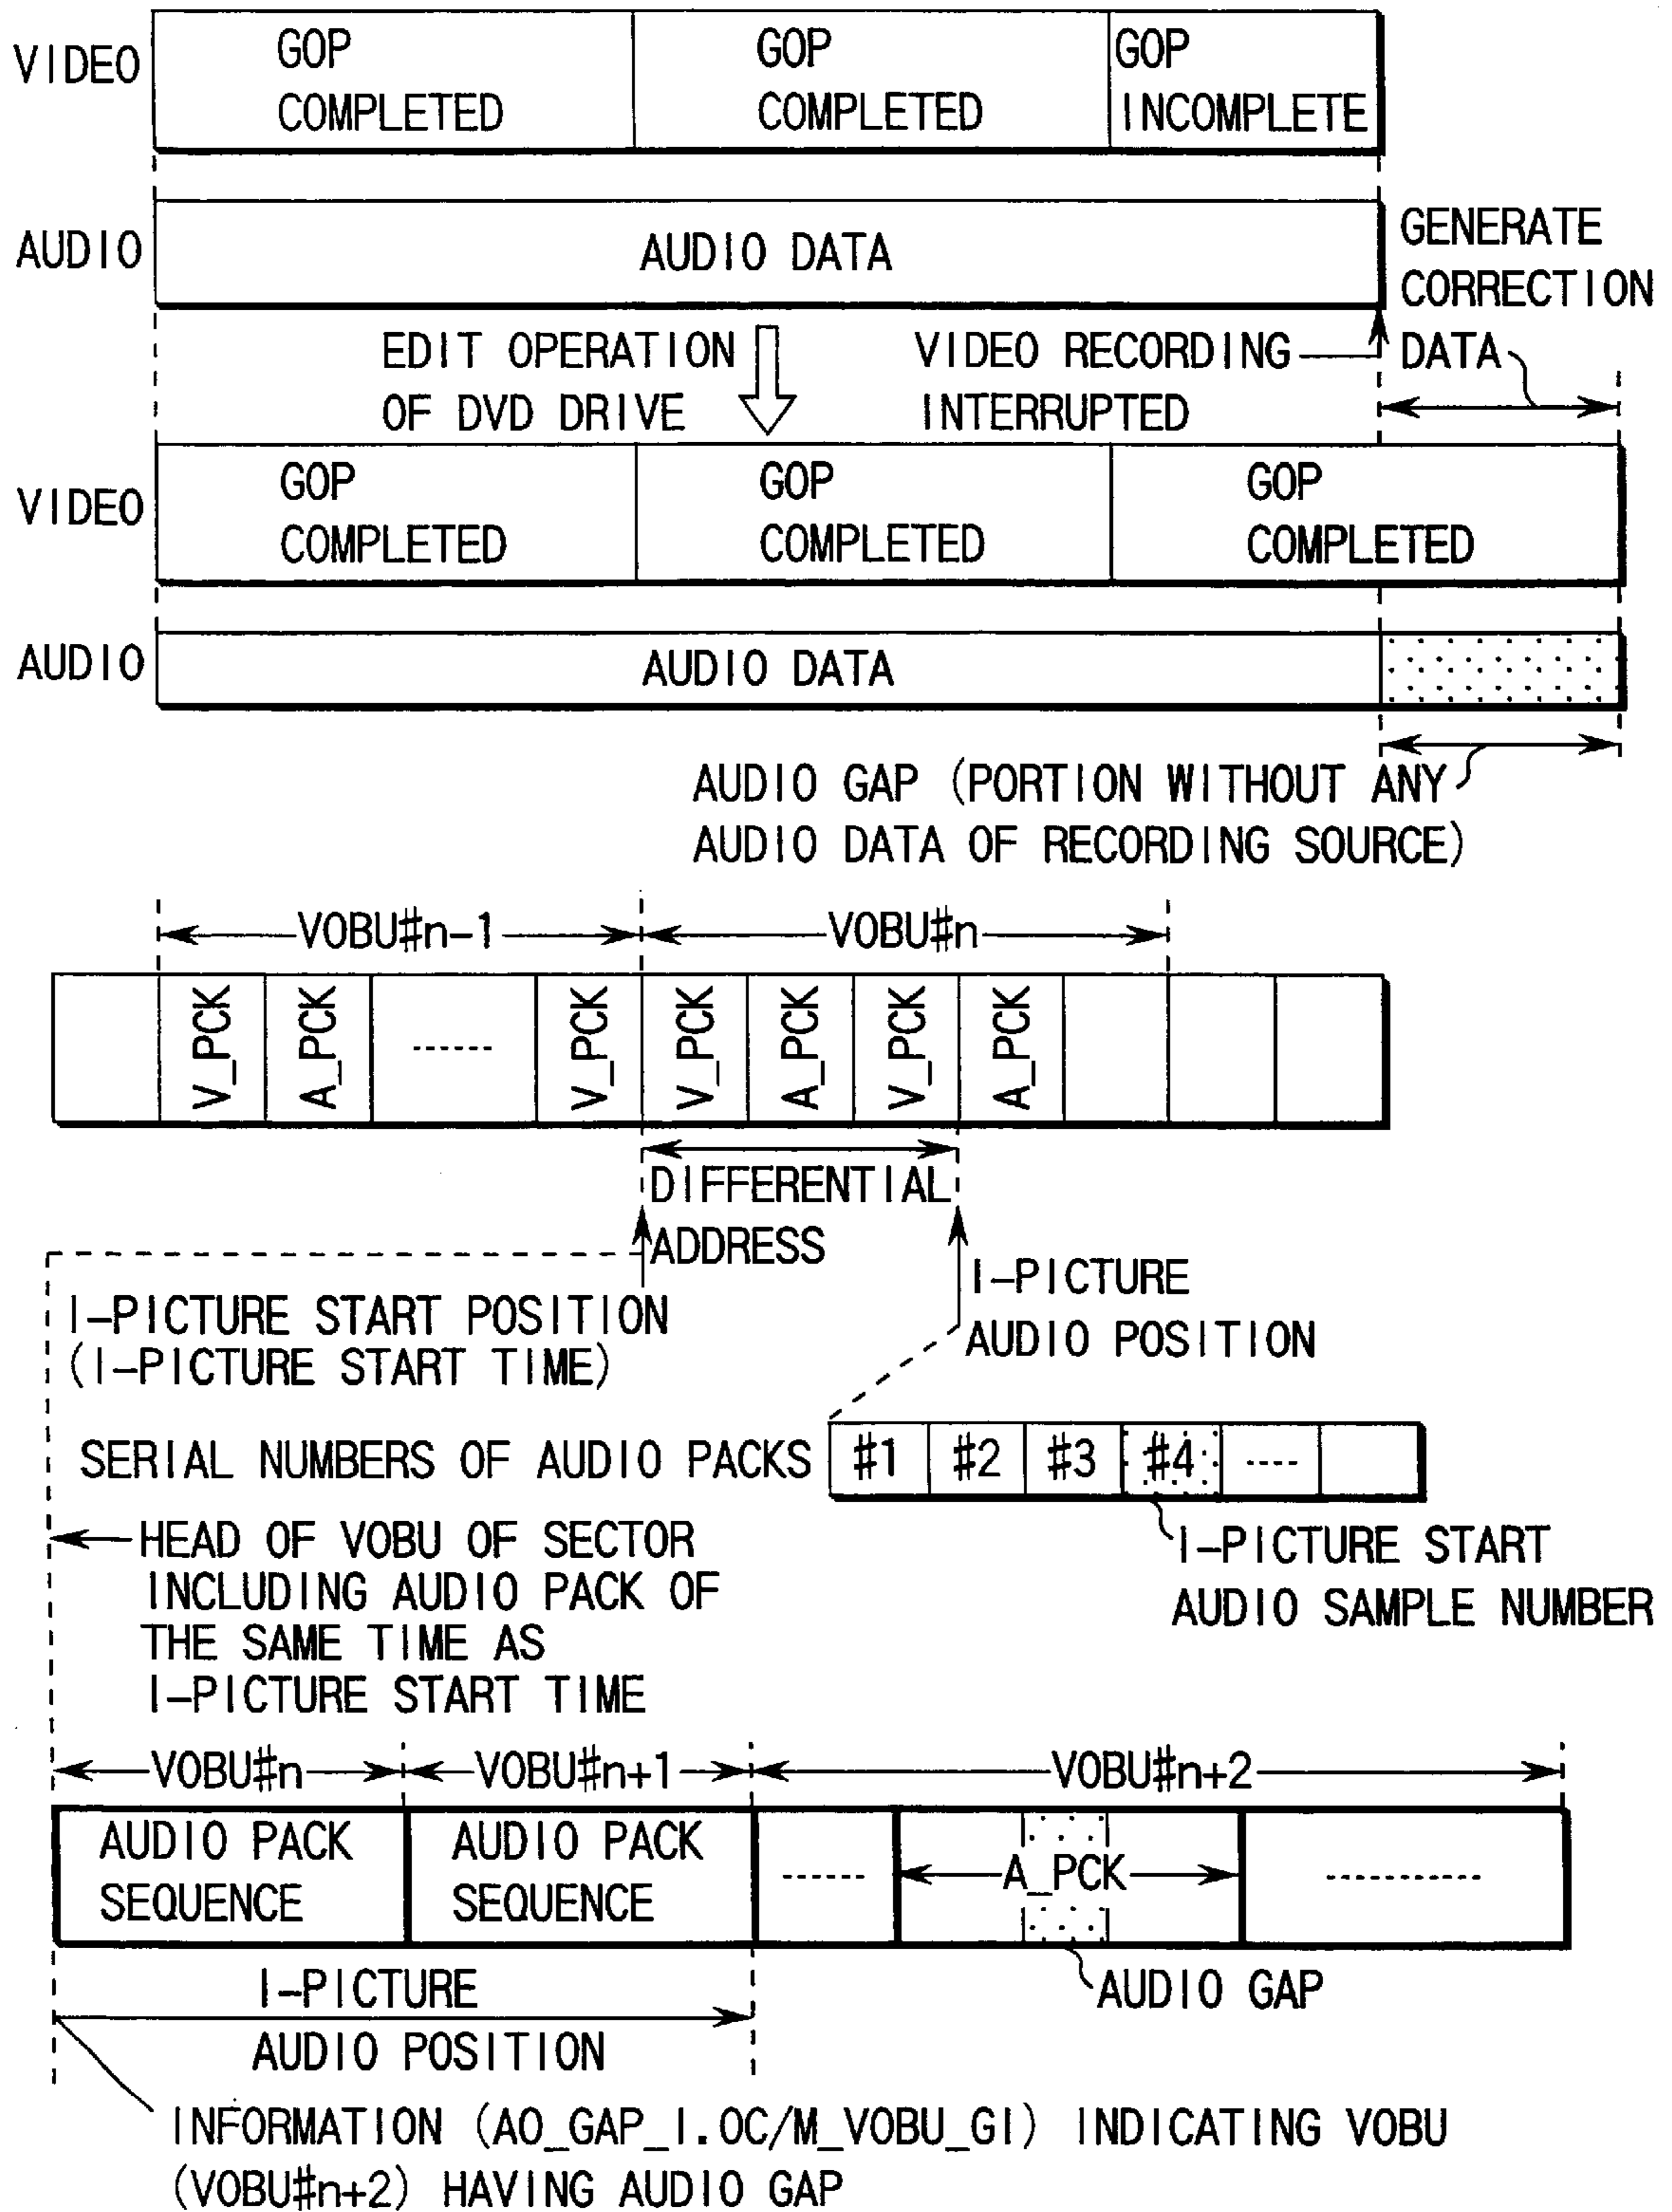 VIDEO
GOP
COMPLETED
GOP
COMPLETED
GOP
INCOMPLETE
AUDIO
AUDIO DATA
GENERATE
CORRECTION
DATA
EDIT OPERATION
OF DVD DRIVE
VIDEO RECORDING
INTERRUPTED
VIDEO
GOP
COMPLETED
GOP
COMPLETED
GOP
COMPLETED
AUDIO
AUDIO DATA
AUDIO GAP (PORTION WITHOUT ANY
AUDIO DATA OF RECORDING SOURCE)
VOBU#n-1
VOBU#n
V_PCK
A_PCK
V_PCK
V_PCK
A_PCK
V_PCK
A_PCK
DIFFERENTIAL
ADDRESS
I-PICTURE START POSITION
(I-PICTURE START TIME)
I-PICTURE
AUDIO POSITION
SERIAL NUMBERS OF AUDIO PACKS
#1
#2
#3
#4
I-PICTURE START
AUDIO SAMPLE NUMBER
HEAD OF VOBU OF SECTOR
INCLUDING AUDIO PACK OF
THE SAME TIME AS
I-PICTURE START TIME
VOBU#n
VOBU#n+1
VOBU#n+2
AUDIO PACK
SEQUENCE
AUDIO PACK
SEQUENCE
A_PCK
AUDIO GAP
I-PICTURE
AUDIO POSITION
INFORMATION (AO_GAP_I.OC/M_VOBU_GI) INDICATING VOBU
(VOBU#n+2) HAVING AUDIO GAP